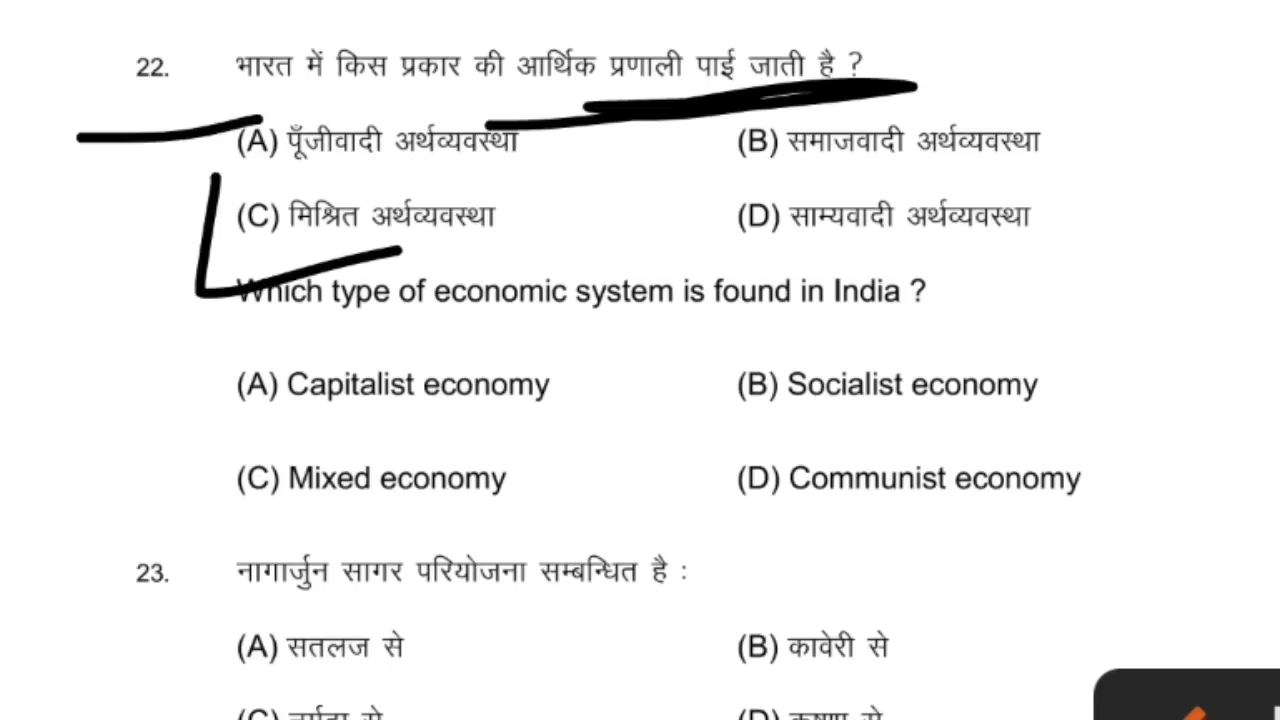 22. भारत में किस प्रकार की आर्थिक प्रणाली पाई जाती है ?
(A) पूँजीवादी अर्थव्यवस्था (B) समाजवादी अर्थव्यवस्था
(C) मिश्रित अर्थव्यवस्था (D) साम्यवादी अर्थव्यवस्था
Which type of economic system is found in India ?
(A) Capitalist economy (B) Socialist economy
(C) Mixed economy (D) Communist economy
23. नागार्जुन सागर परियोजना सम्बन्धित है :
(A) सतलज से (B) कावेरी से
(C) नर्मदा से (D) कृष्णा से